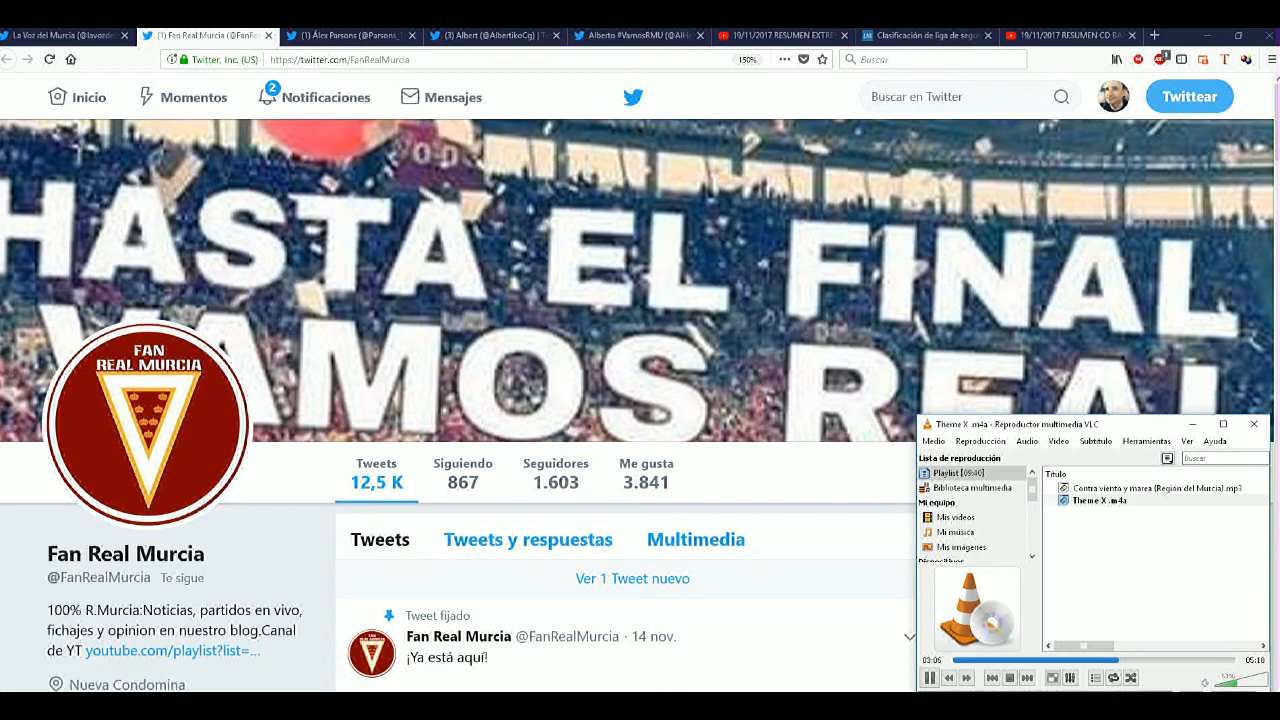 La Voz del Murcia (@lavozde
(1) Fan Real Murcia (@FanRe
(1) Álex Parsons (@Parsons_
(3) Albert (@AlbertikoCg) | T
Alberto #VamosRMU (@AlH
19/11/2017 RESUMEN EXTRE
Clasificación de liga de segu
19/11/2017 RESUMEN CD BA
Twitter, Inc. (US)
https://twitter.com/FanRealMurcia
150%
Buscar
1
Inicio
Momentos
2
Notificaciones
Mensajes
Buscar en Twitter
Twittear
HASTA EL FINAL
VAMOS REAL
FAN
REAL MURCIA
Tweets
12,5 K
Siguiendo
867
Seguidores
1.603
Me gusta
3.841
Fan Real Murcia
@FanRealMurcia Te sigue
100% R.Murcia:Noticias, partidos en vivo,
fichajes y opinion en nuestro blog.Canal
de YT youtube.com/playlist?list=...
Nueva Condomina
Tweets
Tweets y respuestas
Multimedia
Ver 1 Tweet nuevo
Tweet fijado
Fan Real Murcia @FanRealMurcia · 14 nov.
¡Ya está aquí!
Theme X .m4a - Reproductor multimedia VLC
Medio Reproducción Audio Vídeo Subtítulo Herramientas Ver Ayuda
Lista de reproducción
Buscar
Playlist [09:40]
Biblioteca multimedia
Mi equipo
Mis vídeos
Mi música
Mis imágenes
Dispositivos
Título
Contra viento y marea (Región del Murcia).mp3
Theme X .m4a
03:06
05:18
53%